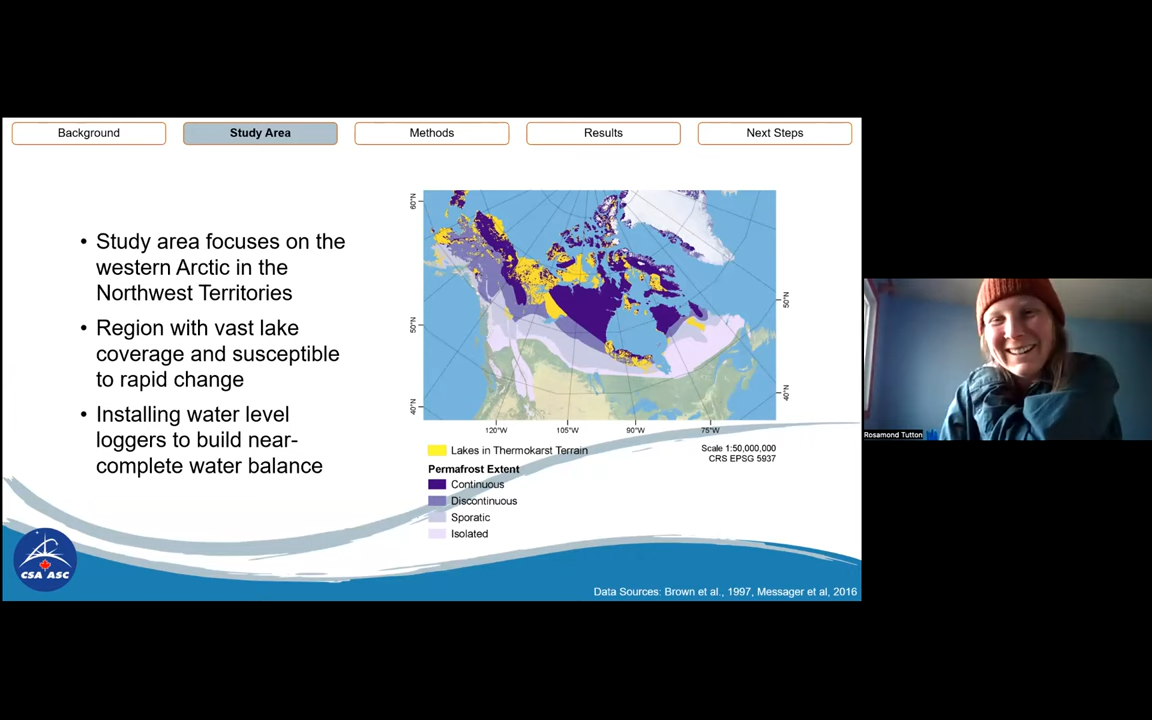 Background
Study Area
Methods
Results
Next Steps
• Study area focuses on the
western Arctic in the
Northwest Territories
• Region with vast lake
coverage and susceptible
to rapid change
• Installing water level
loggers to build near-
complete water balance
60°N
50°N
40°N
50°N
40°N
120°W
105°W
90°W
75°W
Lakes in Thermokarst Terrain
Scale 1:50,000,000
CRS EPSG 5937
Permafrost Extent
Continuous
Discontinuous
Sporatic
Isolated
CSA ASC
Data Sources: Brown et al., 1997, Messager et al, 2016
Rosamond Tutton